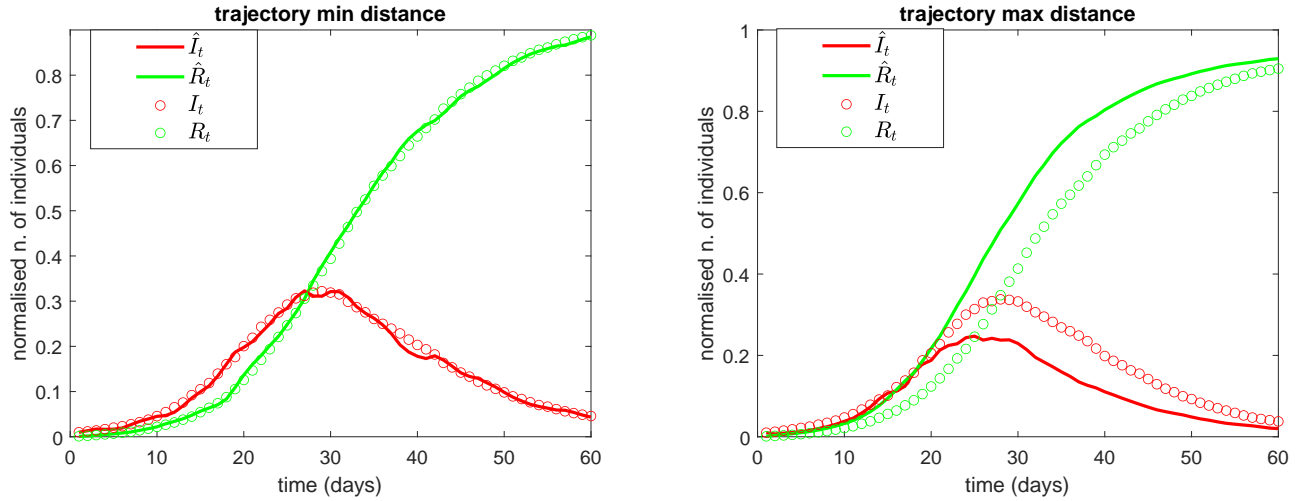 trajectory min distance
Î_t
R̂_t
I_t
R_t
normalised n. of individuals
0.8
0.7
0.6
0.5
0.4
0.3
0.2
0.1
0
0 10 20 30 40 50 60
time (days)
trajectory max distance
Î_t
R̂_t
I_t
R_t
normalised n. of individuals
1
0.8
0.6
0.4
0.2
0
0 10 20 30 40 50 60
time (days)